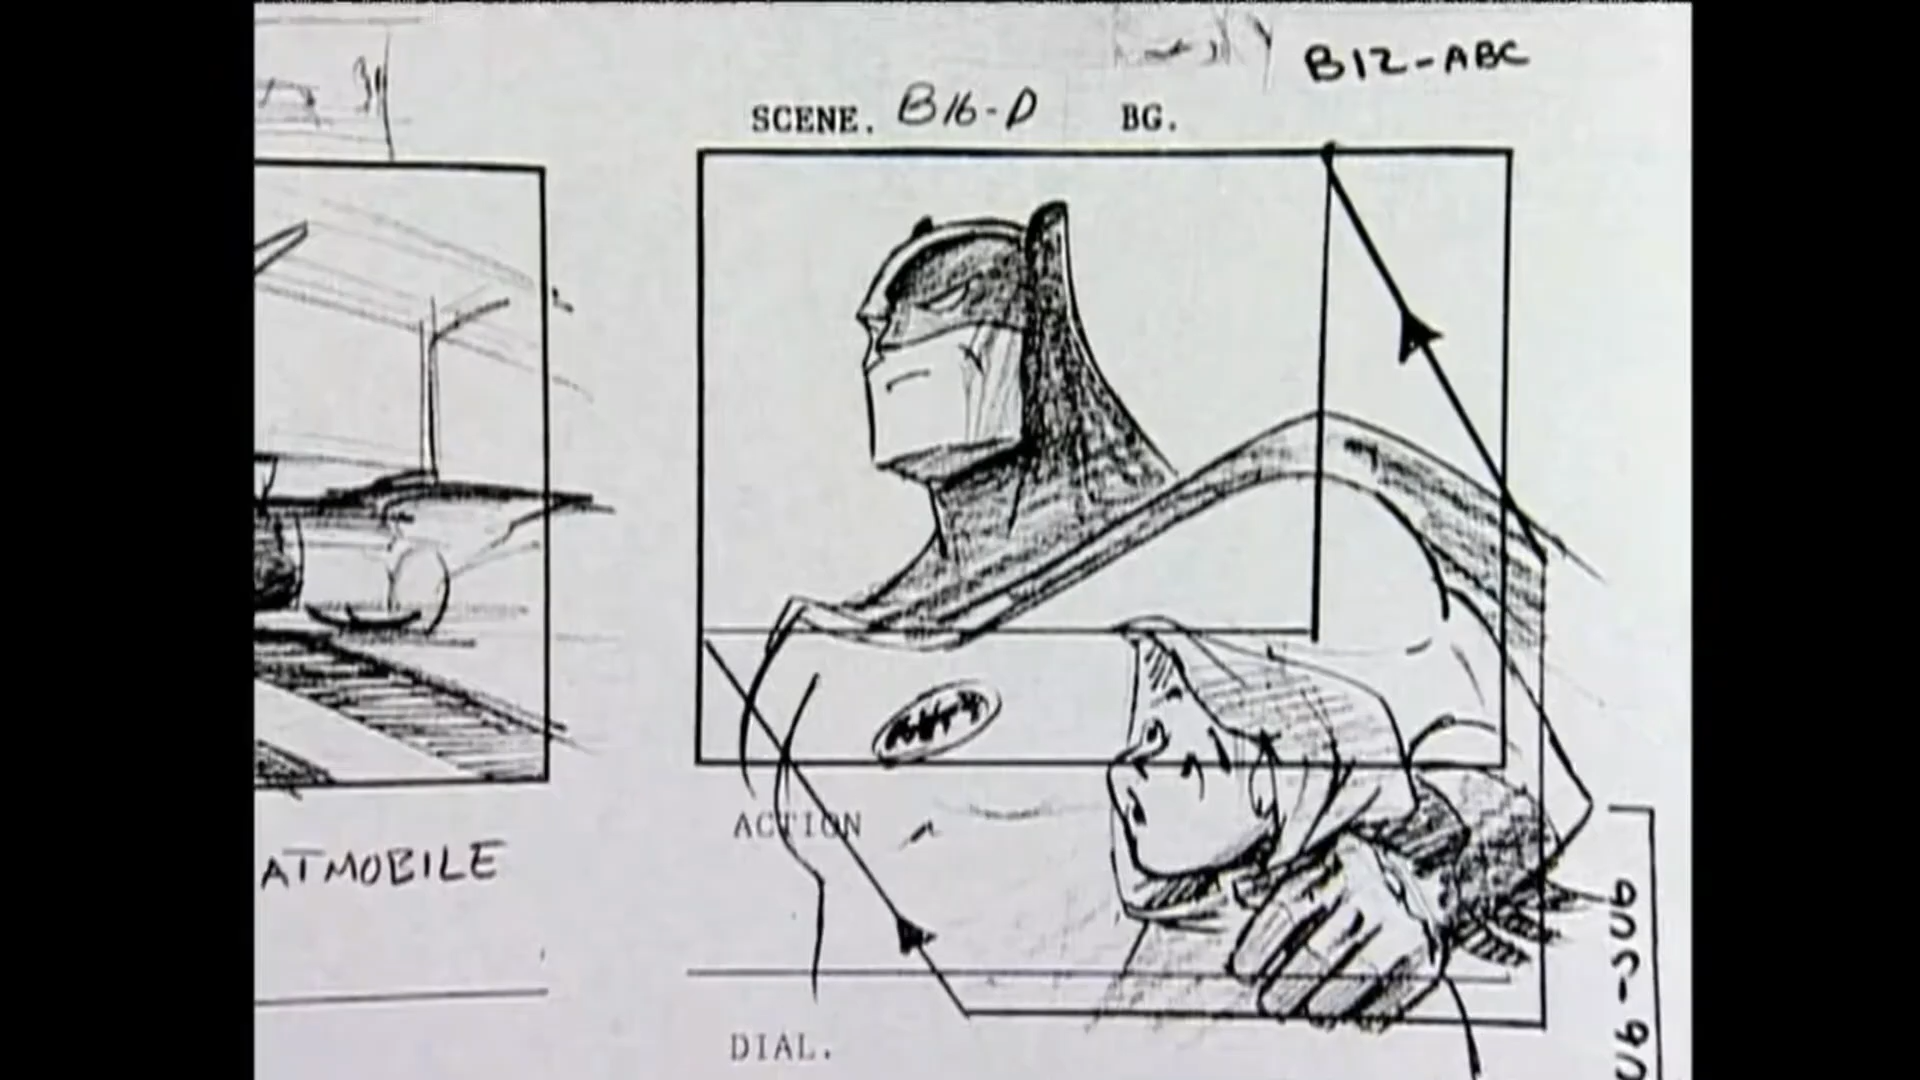 B12-ABC
SCENE. B16-D BG.
ACTION
ATMOBILE
DIAL.